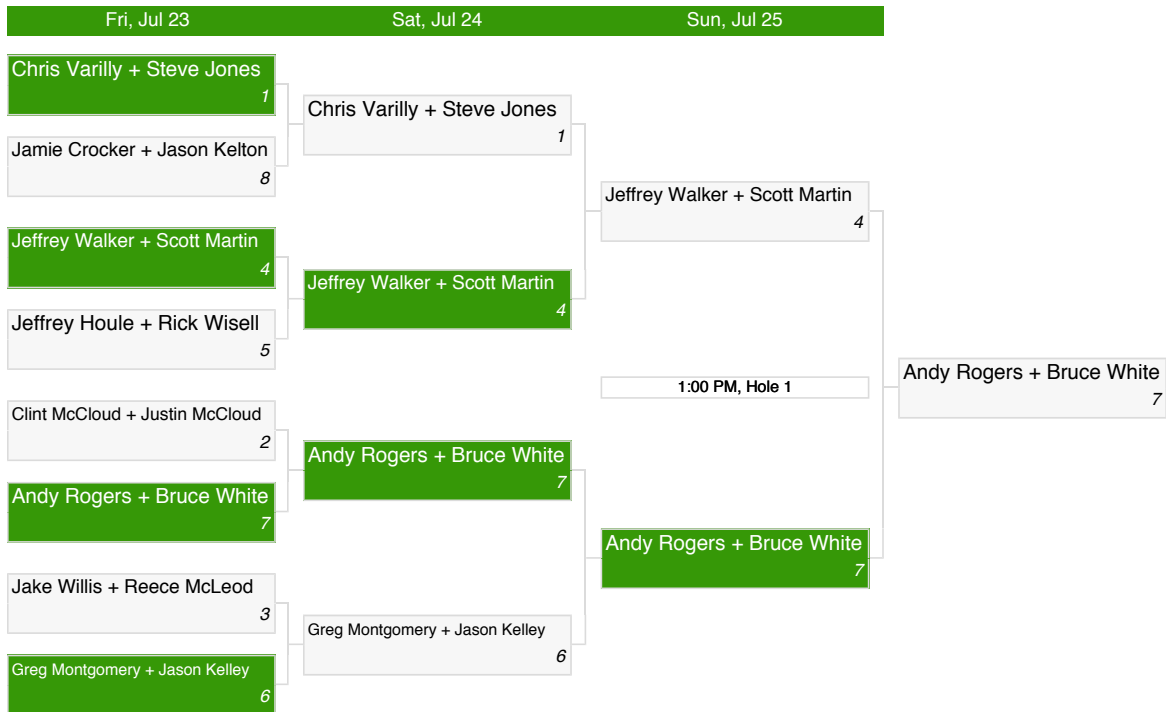 Fri, Jul 23
Sat, Jul 24
Sun, Jul 25
Chris Varilly + Steve Jones
1
Jamie Crocker + Jason Kelton
8
Jeffrey Walker + Scott Martin
4
Jeffrey Houle + Rick Wisell
5
Clint McCloud + Justin McCloud
2
Andy Rogers + Bruce White
7
Jake Willis + Reece McLeod
3
Greg Montgomery + Jason Kelley
6
Chris Varilly + Steve Jones
1
Jeffrey Walker + Scott Martin
4
Andy Rogers + Bruce White
7
Greg Montgomery + Jason Kelley
6
Jeffrey Walker + Scott Martin
4
1:00 PM, Hole 1
Andy Rogers + Bruce White
7
Andy Rogers + Bruce White
7